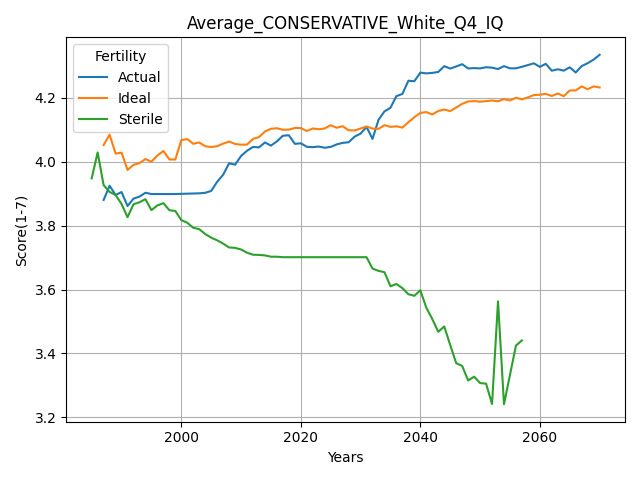 Average_CONSERVATIVE_White_Q4_IQ
Fertility
Actual
Ideal
Sterile
Score(1-7)
4.2
4.0
3.8
3.6
3.4
3.2
2000
2020
2040
2060
Years